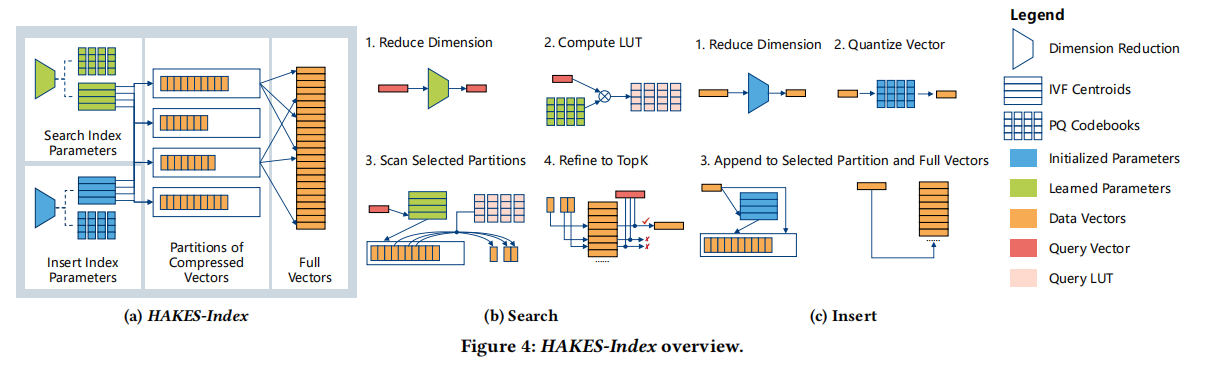 Search Index
Parameters
Insert Index
Parameters
Partitions of
Compressed
Vectors
Full
Vectors
(a) HAKES-Index
1. Reduce Dimension
2. Compute LUT
3. Scan Selected Partitions
4. Refine to TopK
......
(b) Search
1. Reduce Dimension
2. Quantize Vector
3. Append to Selected Partition and Full Vectors
......
(c) Insert
Legend
Dimension Reduction
IVF Centroids
PQ Codebooks
Initialized Parameters
Learned Parameters
Data Vectors
Query Vector
Query LUT
Figure 4: HAKES-Index overview.